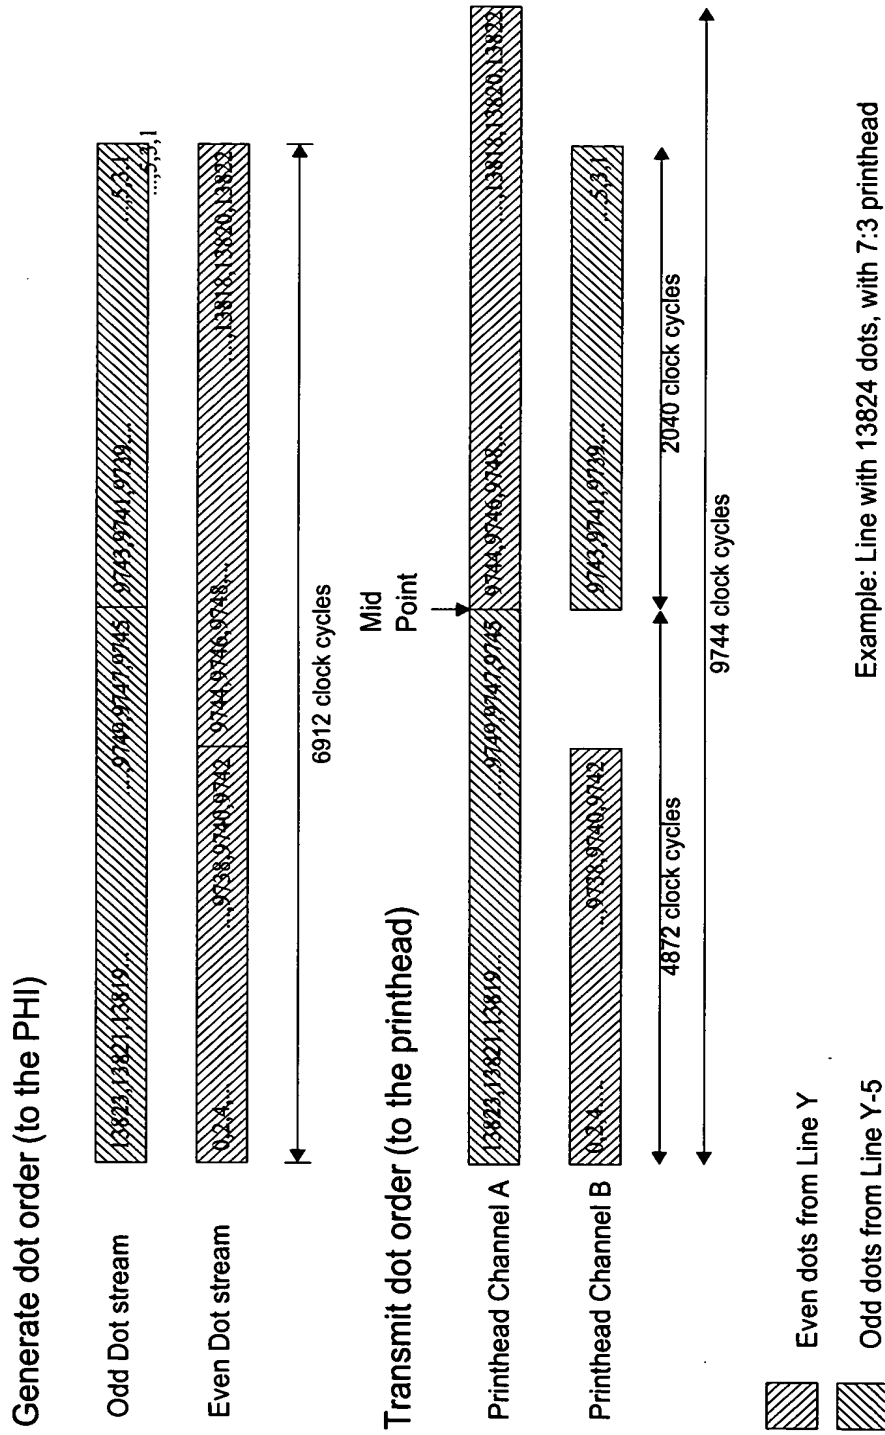 Generate dot order (to the PHI)
Odd Dot stream
13823,13821,13819...
...,9749,9747,9745
9743,9741,9739....
...,5,3,1
...,5,3,1
Even Dot stream
0,2,4,...
...,9738,9740,9742
9744,9746,9748,...
....,13818,13820,13822
6912 clock cycles
Transmit dot order (to the printhead)
Mid
Point
Printhead Channel A
13823,13821,13819...
.....9749,9747,9745
9744,9746,9748,...
....,13818,13820,13822
Printhead Channel B
0,2,4.....
...,9738,9740,9742
9743,9741,9739....
....5,3,1
4872 clock cycles
2040 clock cycles
9744 clock cycles
Even dots from Line Y
Odd dots from Line Y-5
Example: Line with 13824 dots, with 7:3 printhead